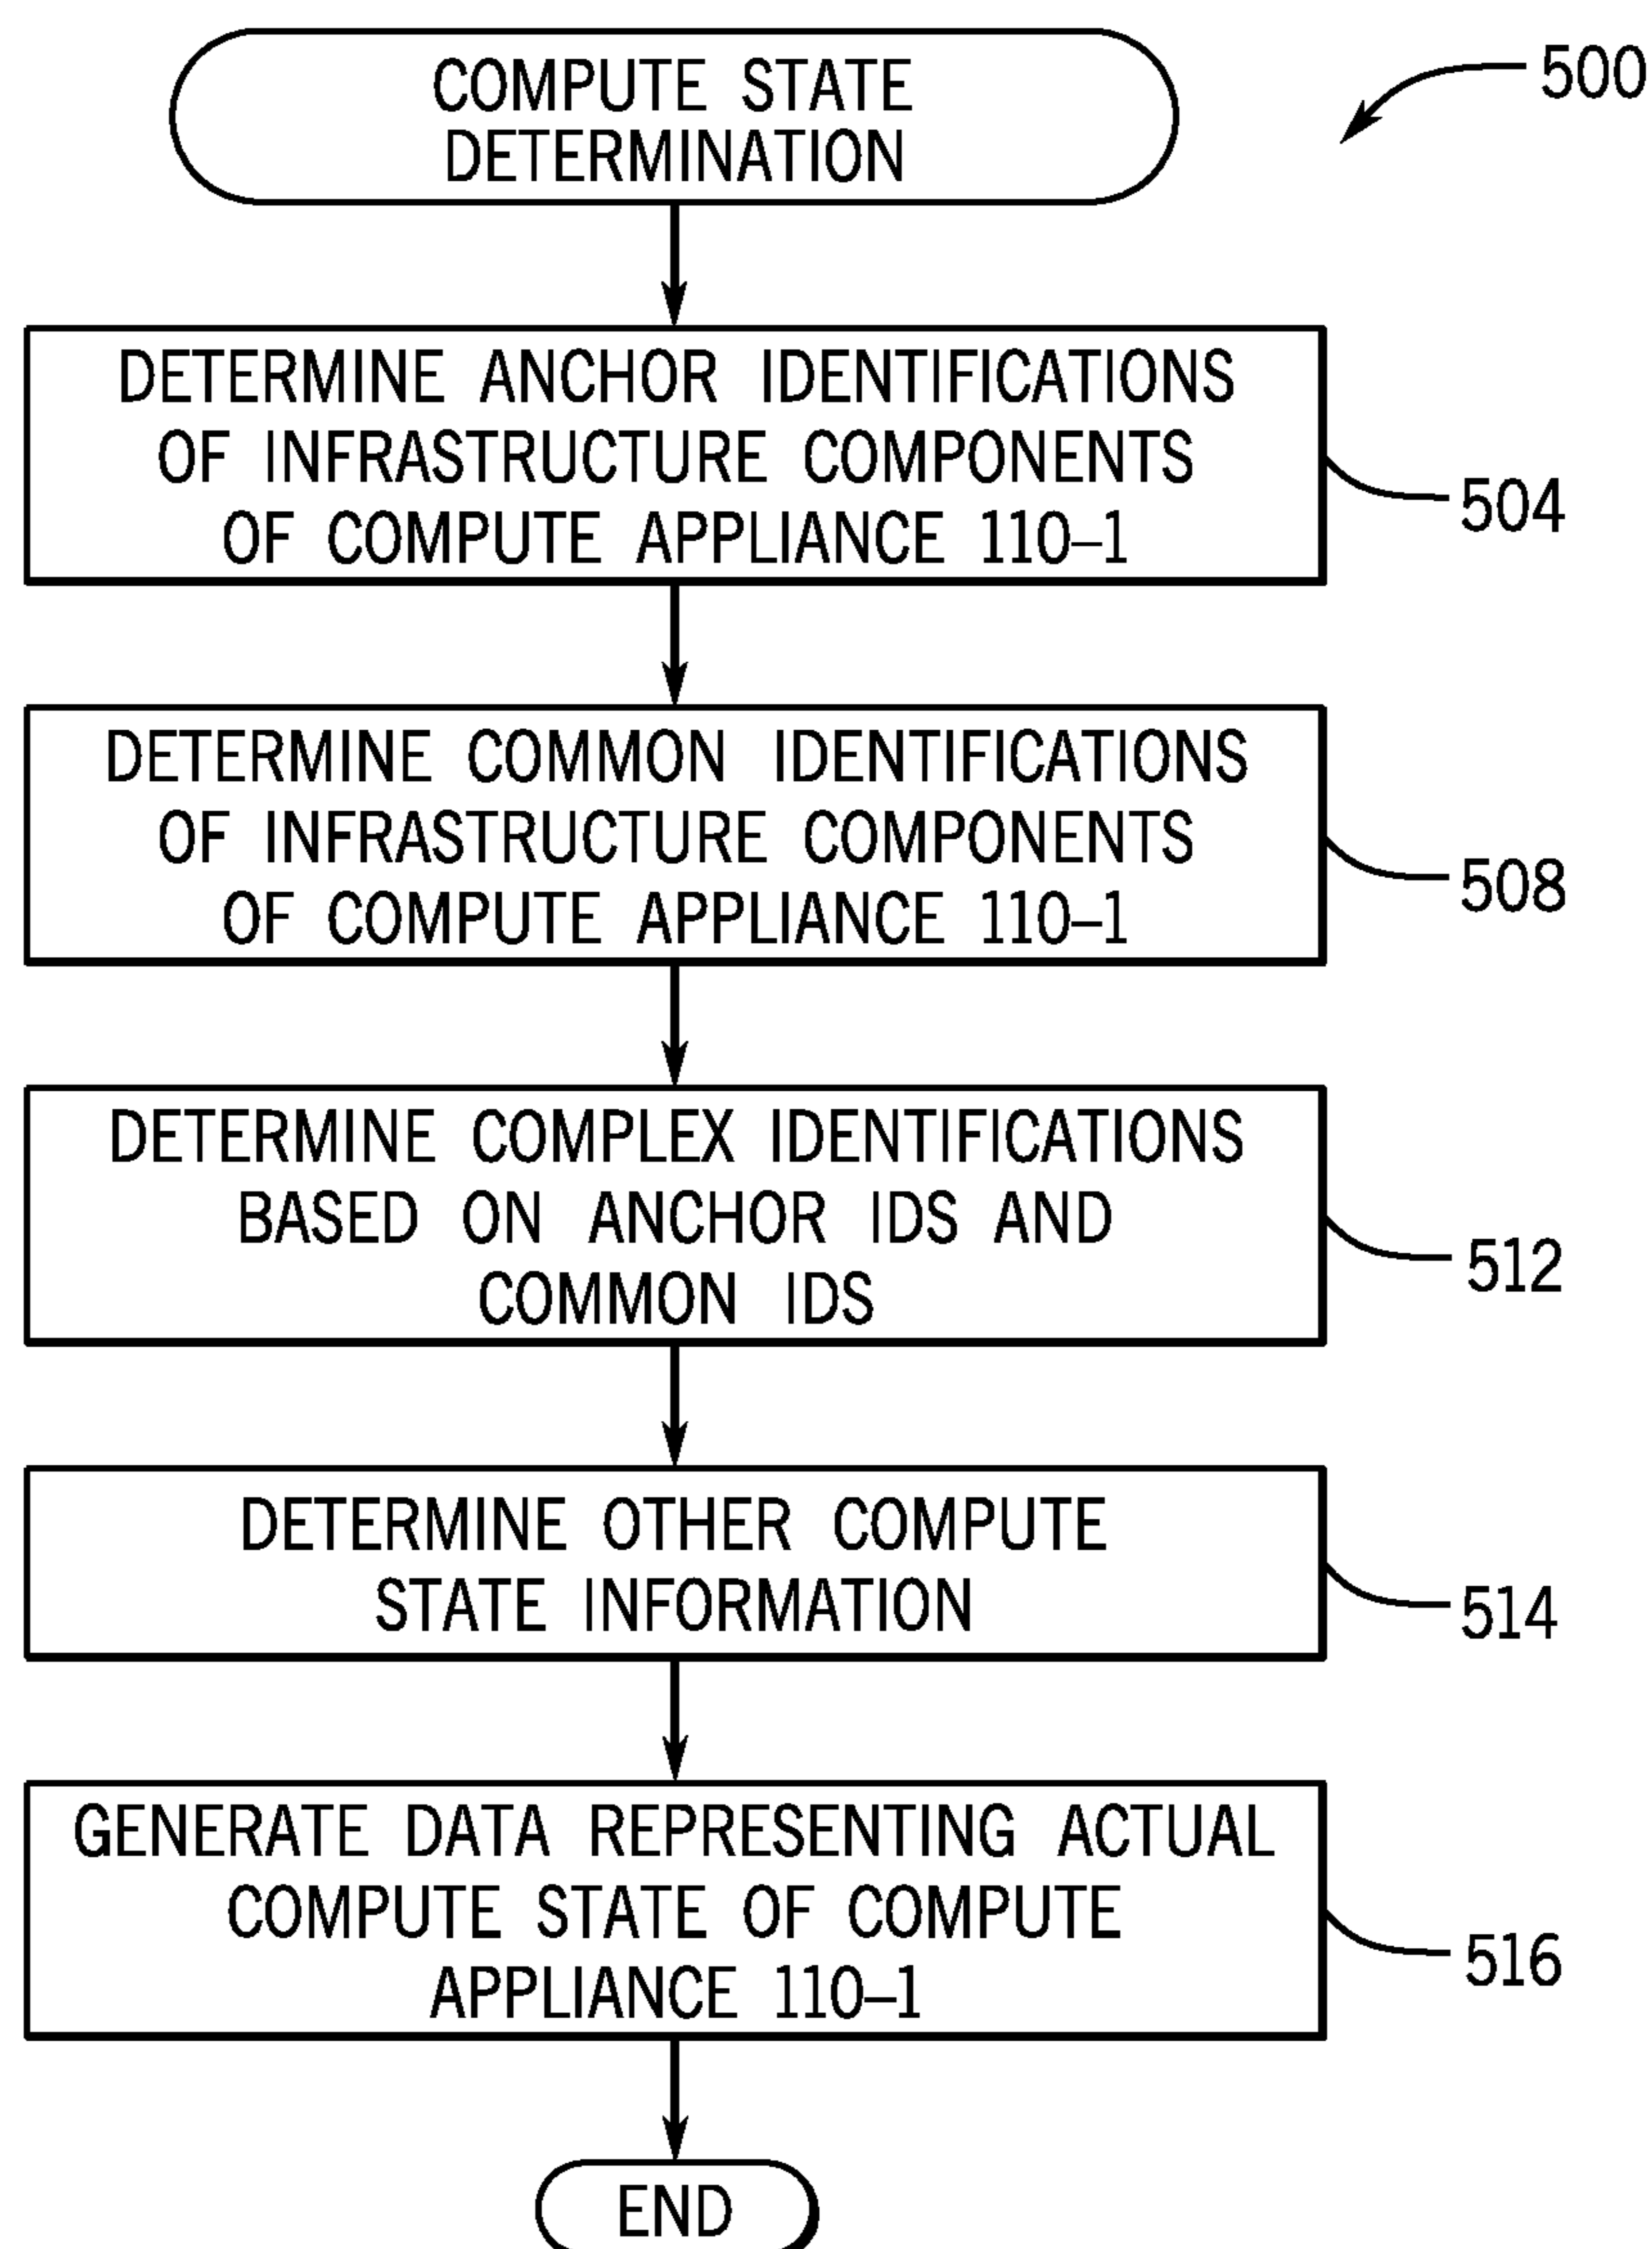 COMPUTE STATE
DETERMINATION
500
DETERMINE ANCHOR IDENTIFICATIONS
OF INFRASTRUCTURE COMPONENTS
OF COMPUTE APPLIANCE 110–1
504
DETERMINE COMMON IDENTIFICATIONS
OF INFRASTRUCTURE COMPONENTS
OF COMPUTE APPLIANCE 110–1
508
DETERMINE COMPLEX IDENTIFICATIONS
BASED ON ANCHOR IDS AND
COMMON IDS
512
DETERMINE OTHER COMPUTE
STATE INFORMATION
514
GENERATE DATA REPRESENTING ACTUAL
COMPUTE STATE OF COMPUTE
APPLIANCE 110–1
516
END